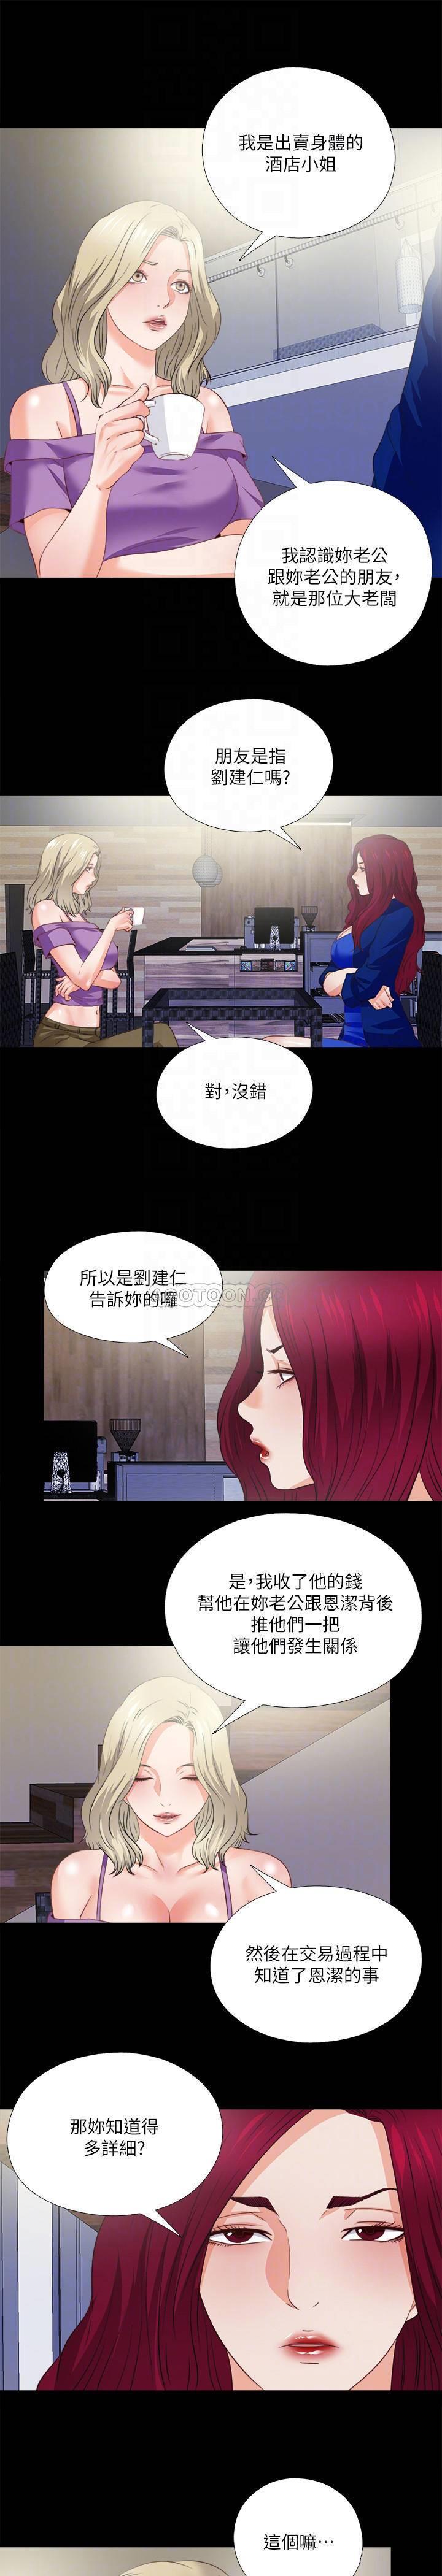 我是出賣身體的
酒店小姐
我認識妳老公
跟妳老公的朋友，
就是那位大老闆
朋友是指
劉建仁嗎?
對，沒錯
所以是劉建仁
告訴妳的囉
是，我收了他的錢
幫他在妳老公跟恩潔背後
推他們一把
讓他們發生關係
然後在交易過程中
知道了恩潔的事
那妳知道得
多詳細?
這個嘛…